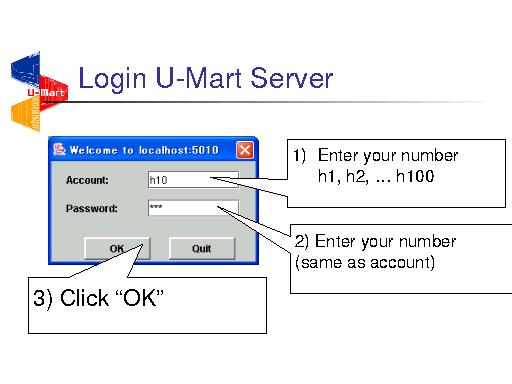 Login U-Mart Server
U-Mart
Welcome to localhost:5010
Account:
h10
Password:
***
OK
Quit
1) Enter your number
h1, h2, ... h100
2) Enter your number
(same as account)
3) Click “OK”